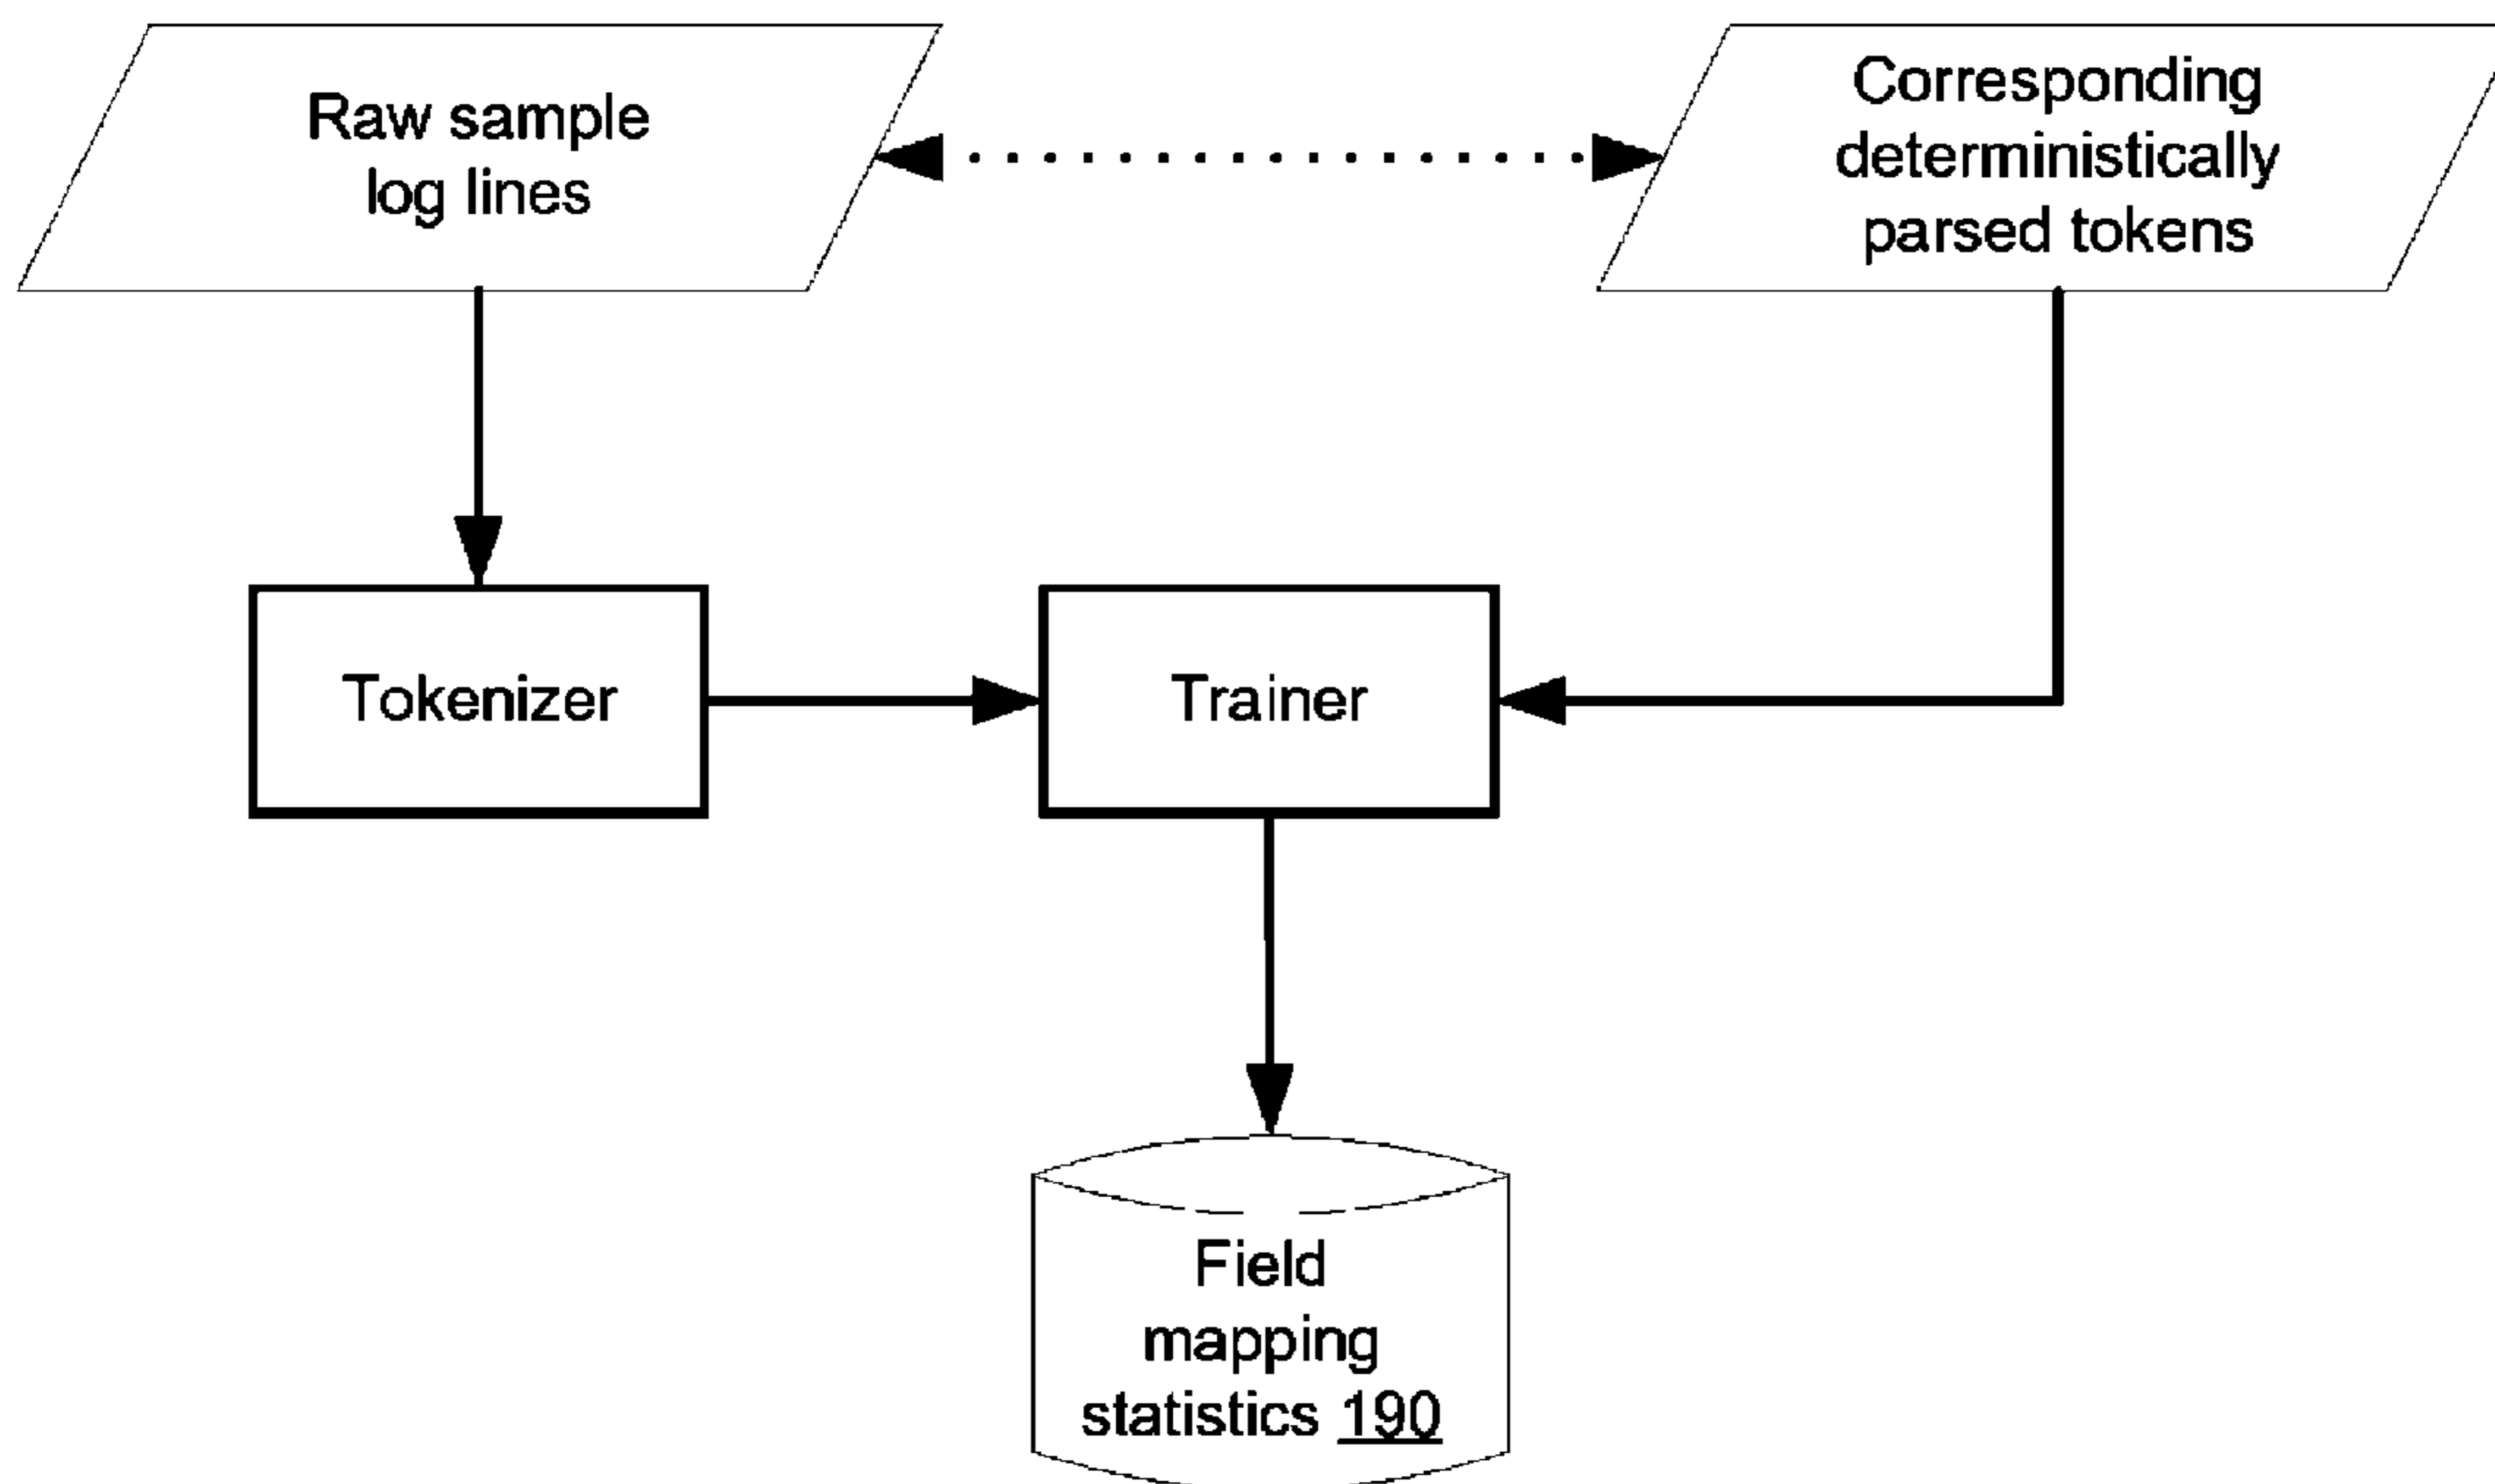 Raw sample
log lines
Corresponding
deterministically
parsed tokens
Tokenizer
Trainer
Field
mapping
statistics 190